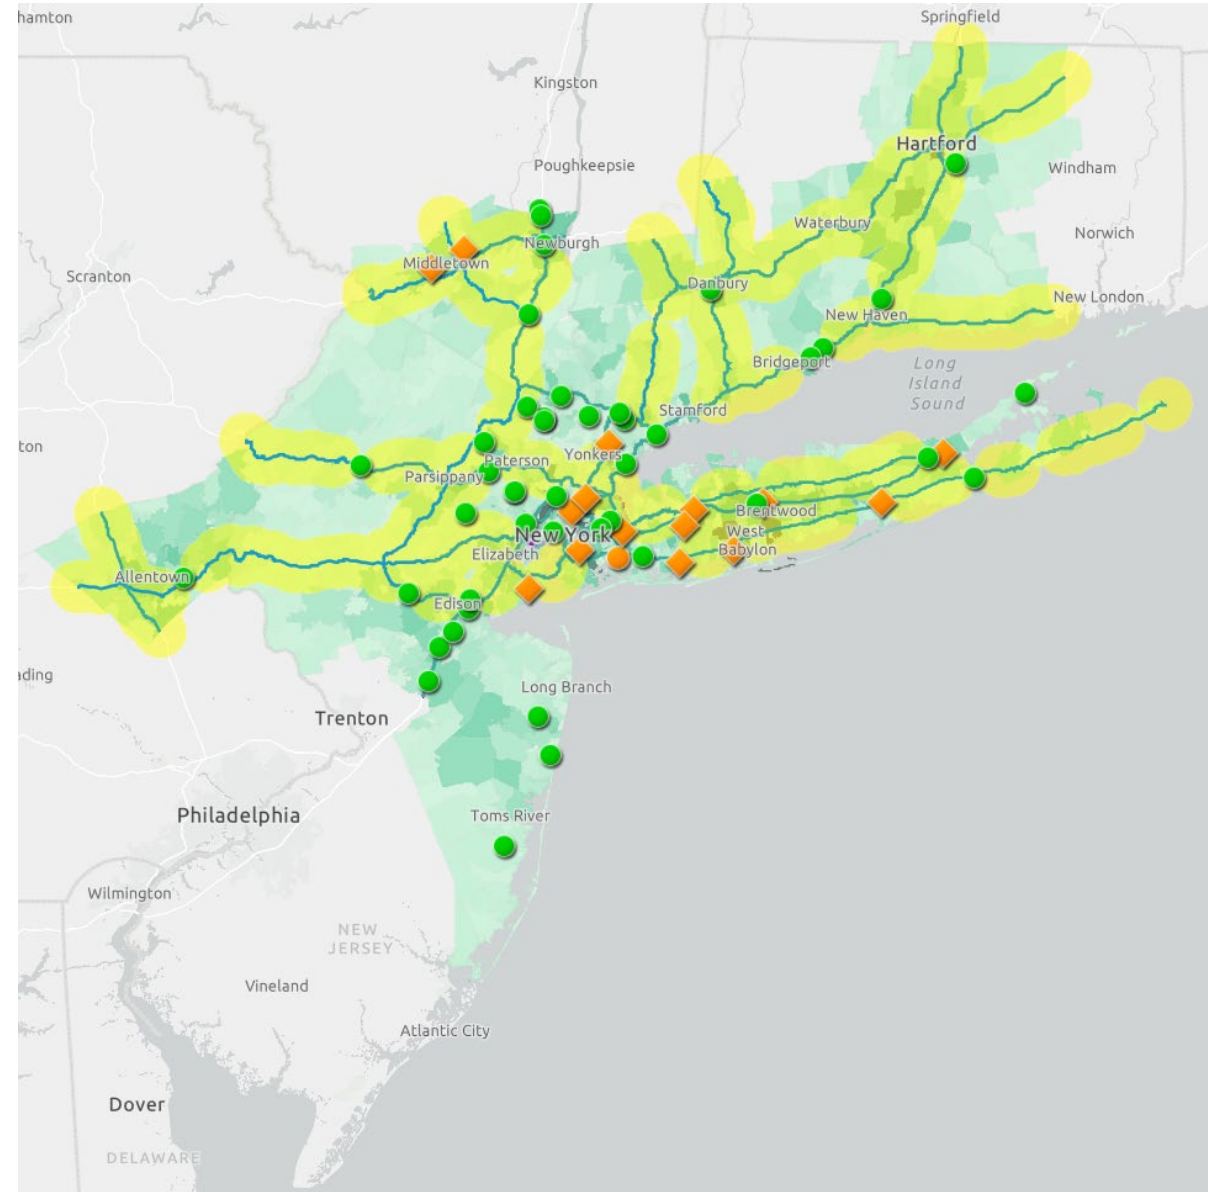 hamton
Springfield
Kingston
Hartford
Poughkeepsie
Windham
Waterbury
Norwich
Newburgh
Middletown
Scranton
Danbury
New London
New Haven
Bridgeport
Long
Island
Sound
Stamford
ton
Yonkers
Paterson
Parsippany
Brentwood
New York
West
Babylon
Elizabeth
Allentown
Edison
ading
Long Branch
Trenton
Philadelphia
Toms River
Wilmington
NEW
JERSEY
Vineland
Atlantic City
Dover
DELAWARE